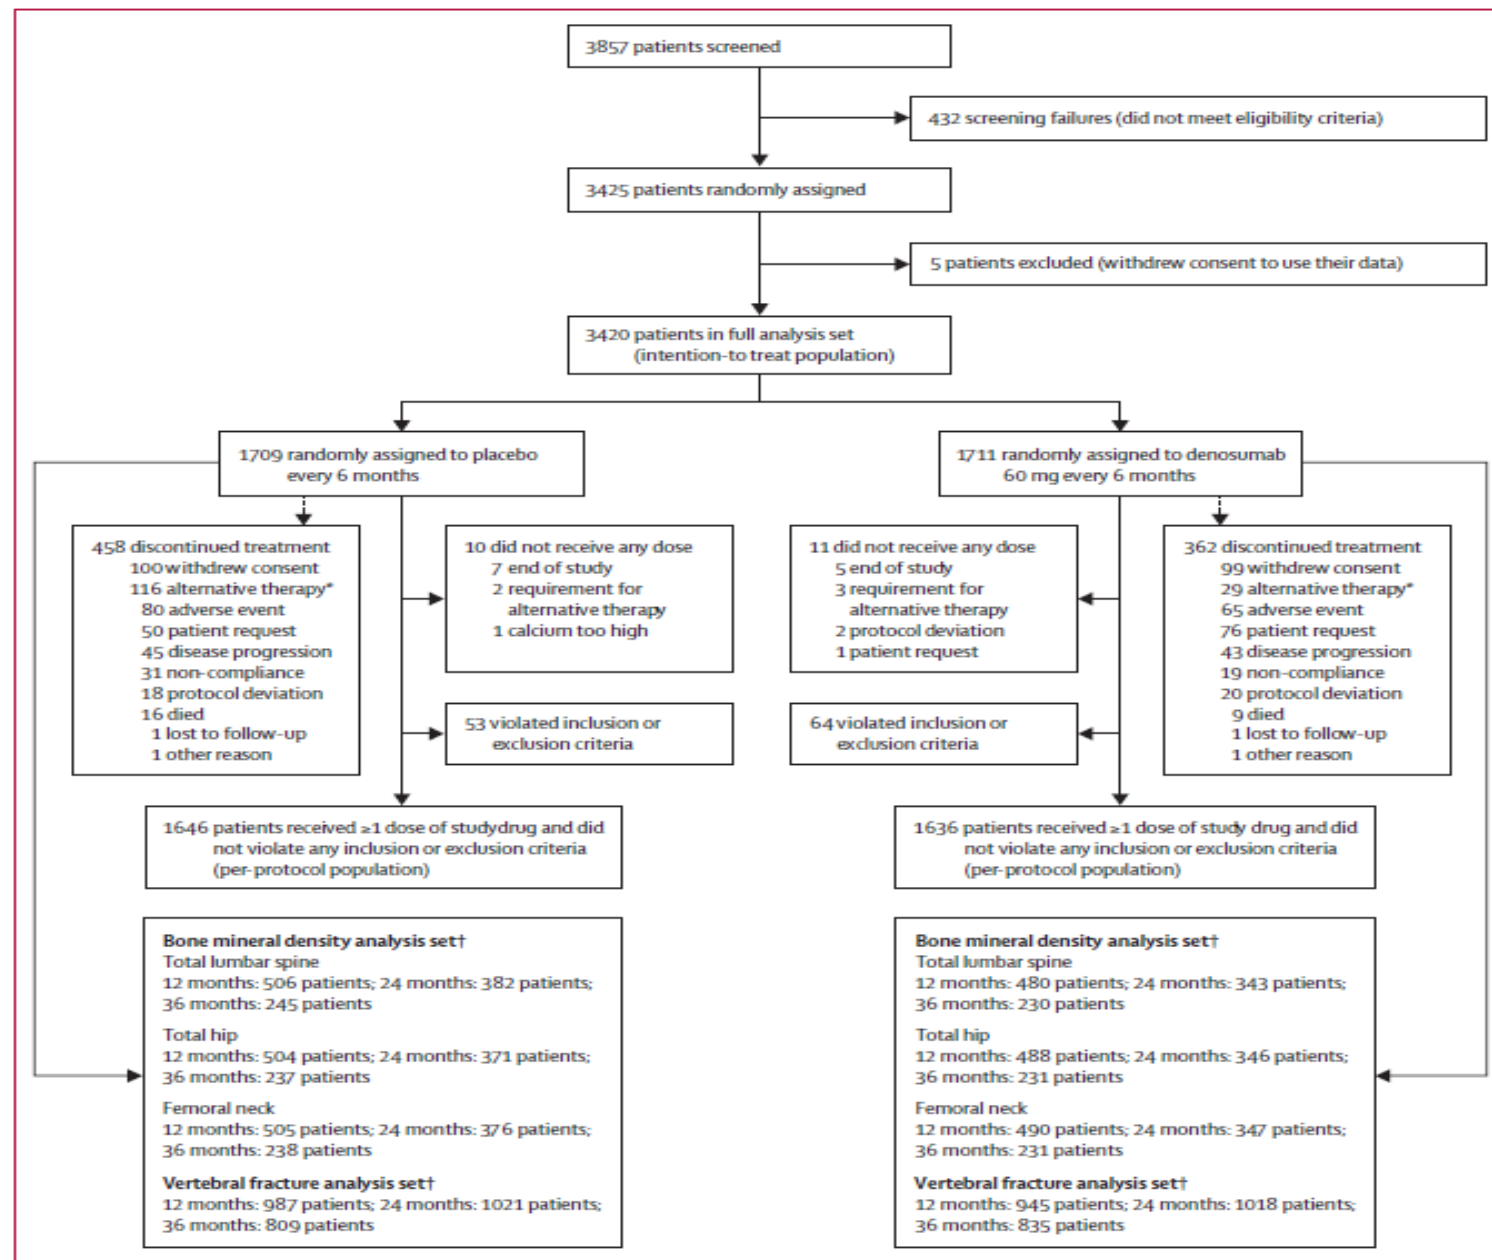 3857 patients screened
432 screening failures (did not meet eligibility criteria)
3425 patients randomly assigned
5 patients excluded (withdrew consent to use their data)
3420 patients in full analysis set
(intention-to treat population)
1709 randomly assigned to placebo
every 6 months
1711 randomly assigned to denosumab
60 mg every 6 months
458 discontinued treatment
100 withdrew consent
116 alternative therapy*
80 adverse event
50 patient request
45 disease progression
31 non-compliance
18 protocol deviation
16 died
1 lost to follow-up
1 other reason
10 did not receive any dose
7 end of study
2 requirement for
alternative therapy
1 calcium too high
11 did not receive any dose
5 end of study
3 requirement for
alternative therapy
2 protocol deviation
1 patient request
362 discontinued treatment
99 withdrew consent
29 alternative therapy*
65 adverse event
76 patient request
43 disease progression
19 non-compliance
20 protocol deviation
9 died
1 lost to follow-up
1 other reason
53 violated inclusion or
exclusion criteria
64 violated inclusion or
exclusion criteria
1646 patients received ≥1 dose of studydrug and did
not violate any inclusion or exclusion criteria
(per-protocol population)
1636 patients received ≥1 dose of study drug and did
not violate any inclusion or exclusion criteria
(per-protocol population)
Bone mineral density analysis set†
Total lumbar spine
12 months: 506 patients; 24 months: 382 patients;
36 months: 245 patients
Total hip
12 months: 504 patients; 24 months: 371 patients;
36 months: 237 patients
Femoral neck
12 months: 505 patients; 24 months: 376 patients;
36 months: 238 patients
Vertebral fracture analysis set†
12 months: 987 patients; 24 months: 1021 patients;
36 months: 809 patients
Bone mineral density analysis set†
Total lumbar spine
12 months: 480 patients; 24 months: 343 patients;
36 months: 230 patients
Total hip
12 months: 488 patients; 24 months: 346 patients;
36 months: 231 patients
Femoral neck
12 months: 490 patients; 24 months: 347 patients;
36 months: 231 patients
Vertebral fracture analysis set†
12 months: 945 patients; 24 months: 1018 patients;
36 months: 835 patients